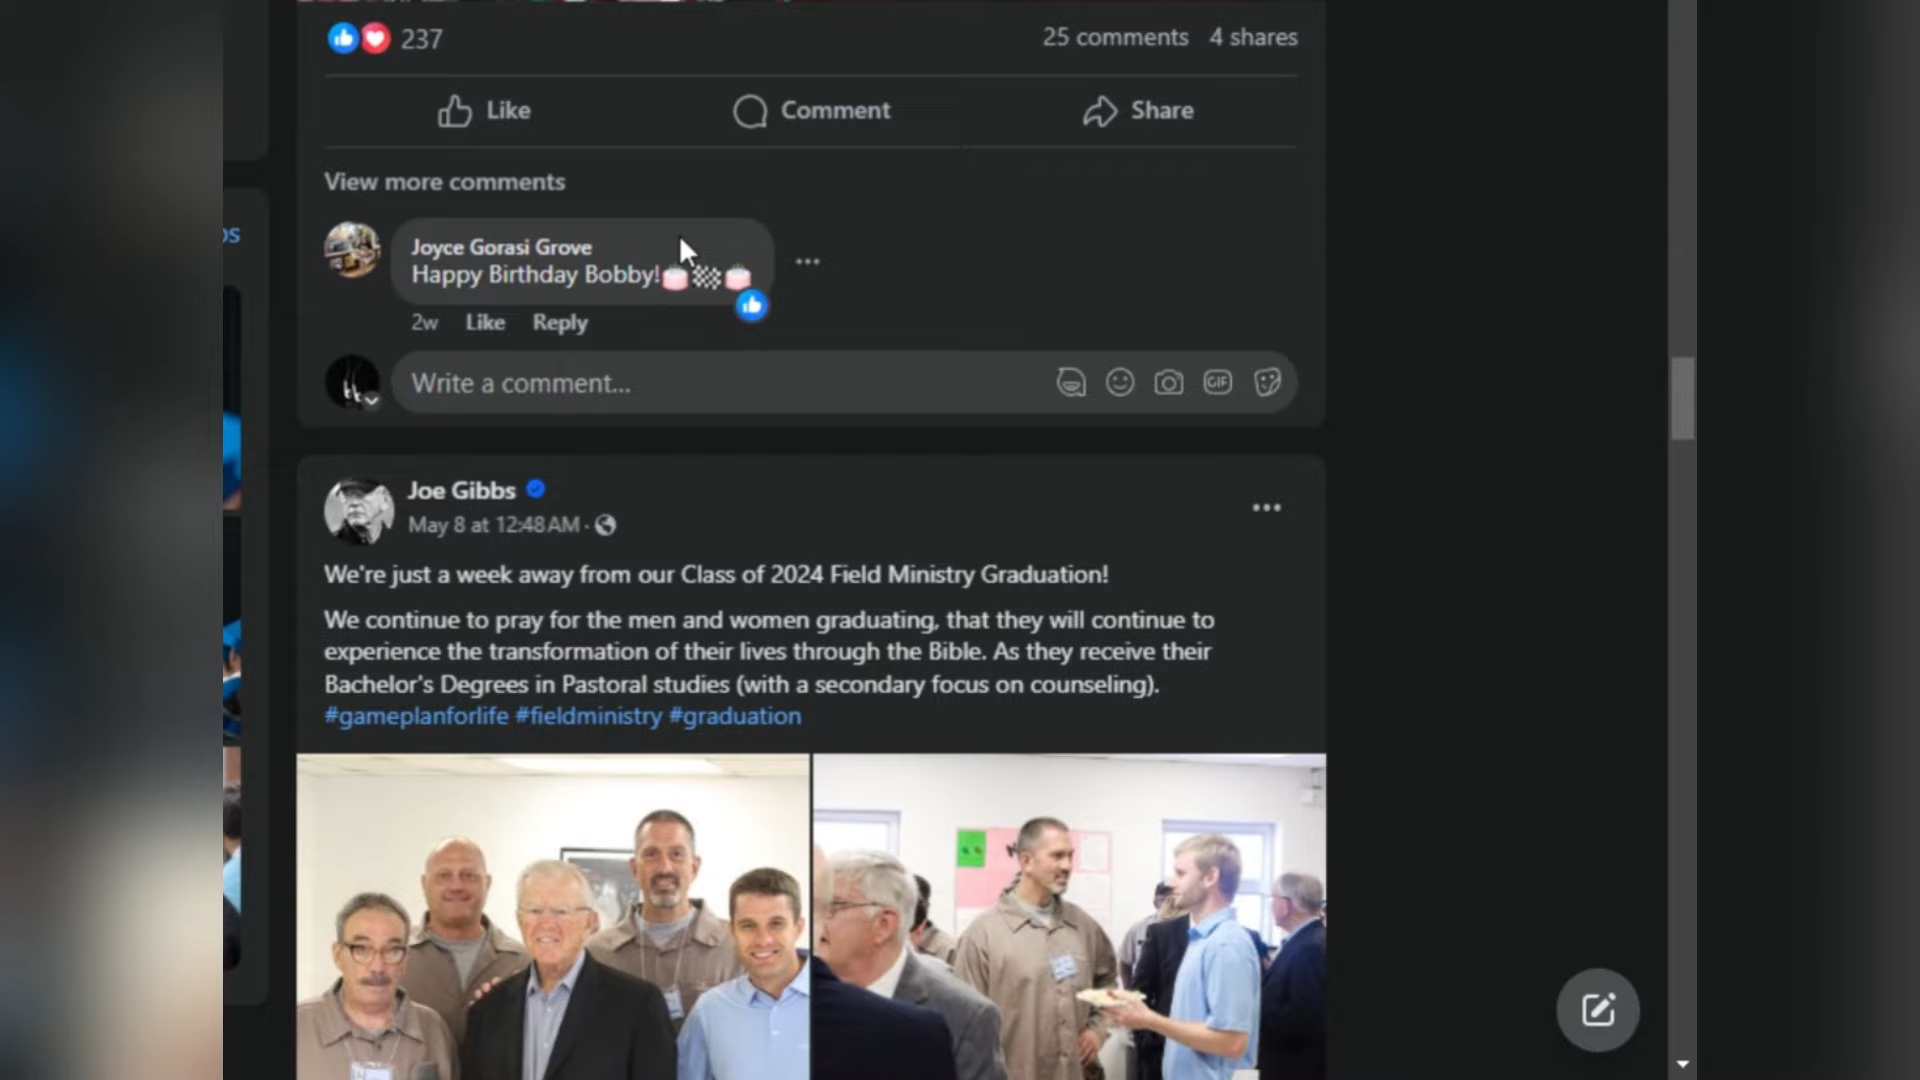 237
25 comments 4 shares
Like Comment Share
View more comments
Joyce Gorasi Grove
Happy Birthday Bobby!
2w Like Reply
Write a comment...
GIF
Joe Gibbs
May 8 at 12:48 AM ·
We're just a week away from our Class of 2024 Field Ministry Graduation!
We continue to pray for the men and women graduating, that they will continue to
experience the transformation of their lives through the Bible. As they receive their
Bachelor's Degrees in Pastoral studies (with a secondary focus on counseling).
#gameplanforlife #fieldministry #graduation